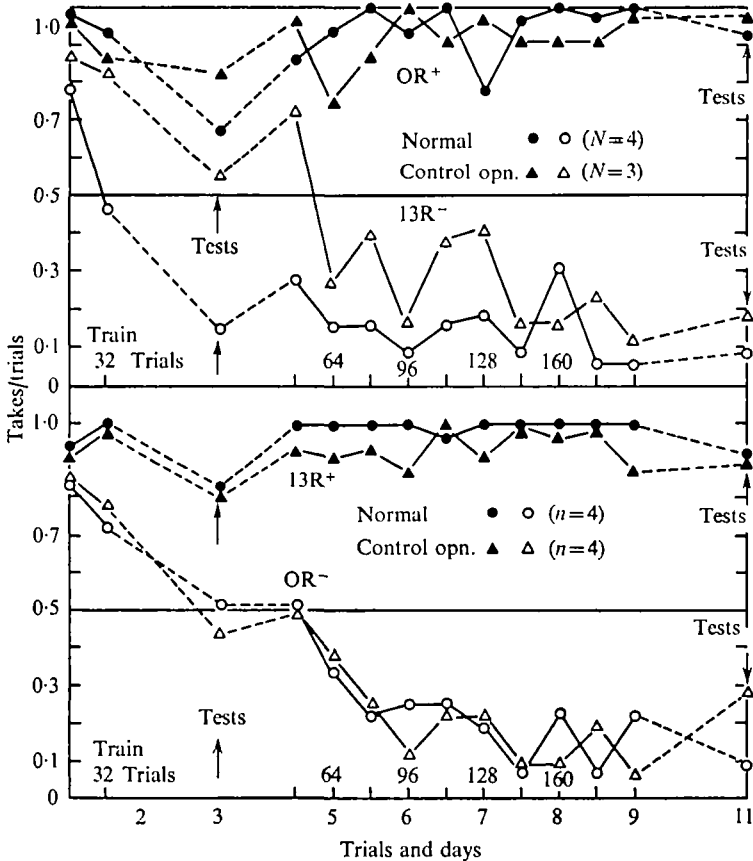 Takes/trials
1·0
0·7
0·5
0·3
0·1
0
OR+
Tests
Normal ● ○ (N=4)
Control opn. ▲ △ (N=3)
13R−
Tests
Tests
Train
32 Trials
64
96
128
160
1·0
0·7
0·5
0·3
0·1
0
13R+
Normal ● ○ (n=4)
Control opn. ▲ △ (n=4)
Tests
OR−
Tests
Tests
Train
32 Trials
64
96
128
160
2
3
5
6
7
8
9
11
Trials and days